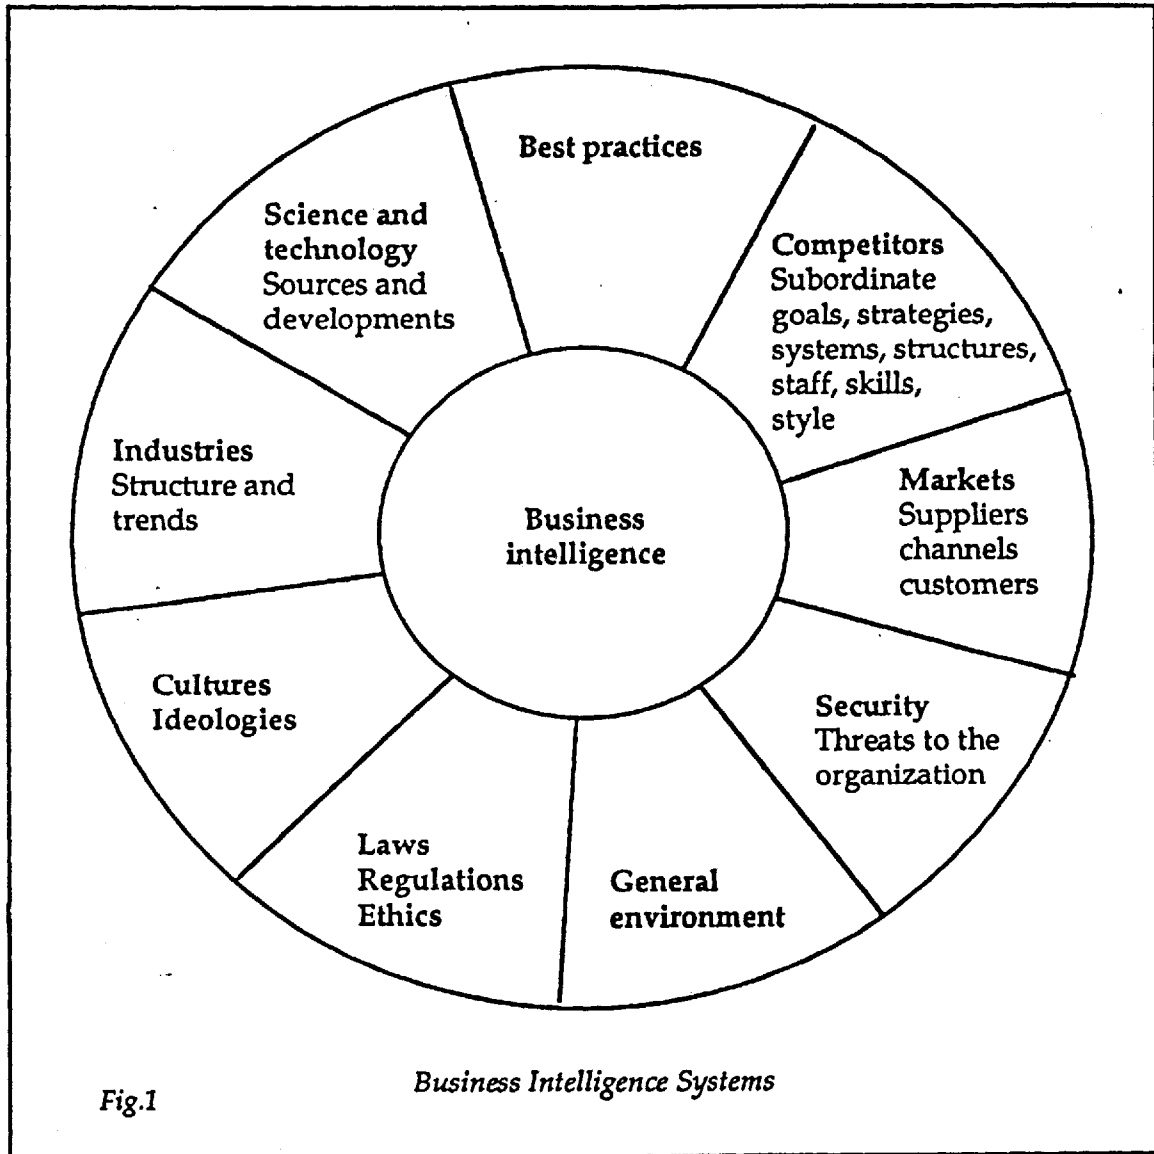 Best practices
Competitors
Subordinate
goals, strategies,
systems, structures,
staff, skills,
style
Markets
Suppliers
channels
customers
Security
Threats to the
organization
General
environment
Laws
Regulations
Ethics
Cultures
Ideologies
Industries
Structure and
trends
Science and
technology
Sources and
developments
Business
intelligence
Business Intelligence Systems
Fig.1